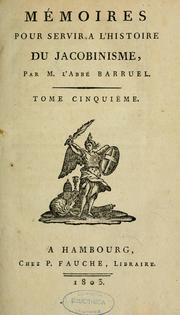 MÉMOIRES
POUR SERVIR A L'HISTOIRE
DU JACOBINISME,
PAR M. L'ABBÉ BARRUEL.
TOME CINQUIÈME.
A HAMBOURG,
CHEZ P. FAUCHE, LIBRAIRE.
1803.